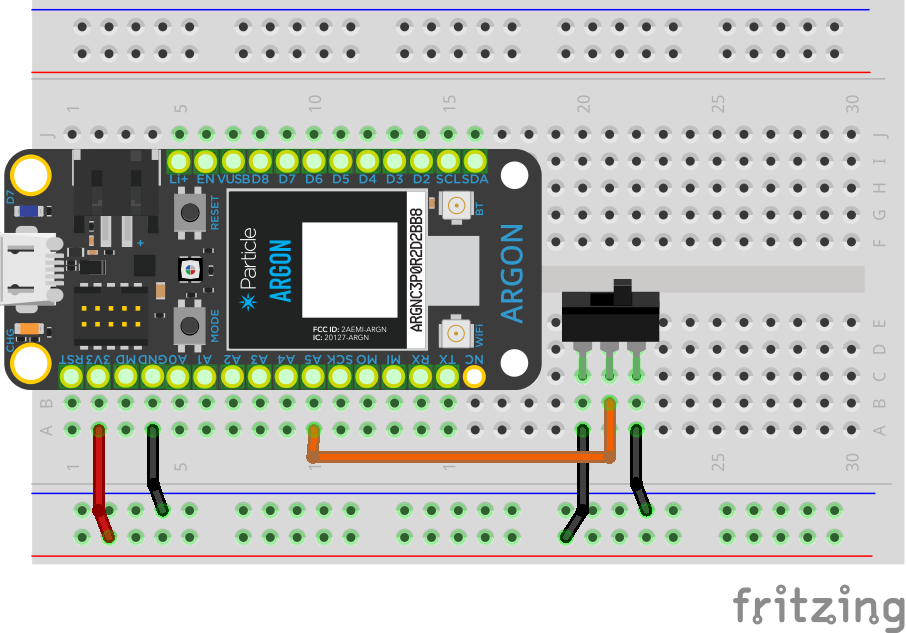 1 5 10 15 20 25 30
J J
I
H
G
F
Li+ EN VUSB D8 D7 D6 D5 D4 D3 D2 SCL SDA
D7
RESET
BT
Particle
ARGON
ARGNC3P0R2D2BB8
ARGON
MODE
FCC ID: 2AEMI-ARGN
IC: 20127-ARGN
WiFi
CHG
+
RST 3V3 MD GND A0 A1 A2 A3 A4 A5 SCK MO MI RX TX NC
E
D
C
B B
A A
1 5 1 1 25 30
fritzing